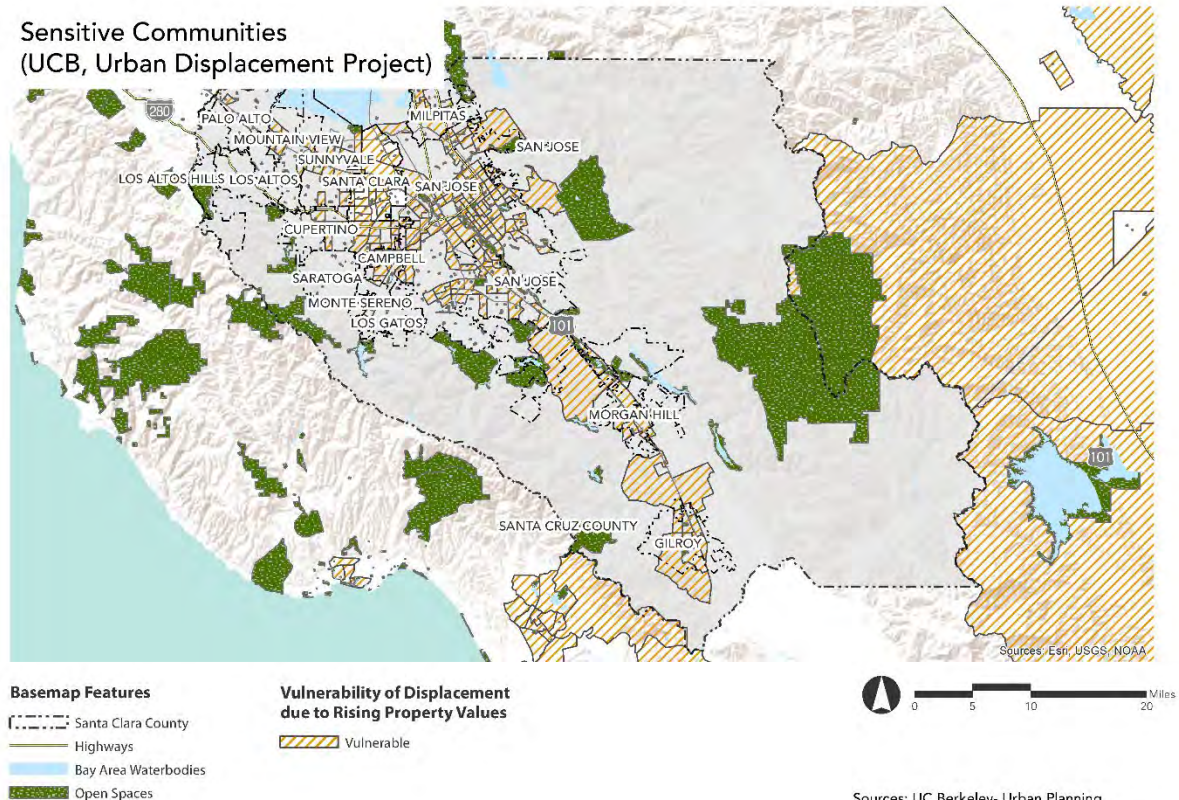 Sensitive Communities
(UCB, Urban Displacement Project)
280
PALO ALTO
MILPITAS
MOUNTAIN VIEW
SAN JOSE
SUNNYVALE
LOS ALTOS HILLS
LOS ALTOS
SANTA CLARA
SAN JOSE
CUPERTINO
CAMPBELL
SARATOGA
SAN JOSE
MONTE SERENO
LOS GATOS
101
MORGAN HILL
101
SANTA CRUZ COUNTY
GILROY
Sources: Esri, USGS, NOAA
Basemap Features
Santa Clara County
Highways
Bay Area Waterbodies
Open Spaces
Vulnerability of Displacement
due to Rising Property Values
Vulnerable
Miles
0 5 10 20
Sources: UC Berkeley- Urban Planning